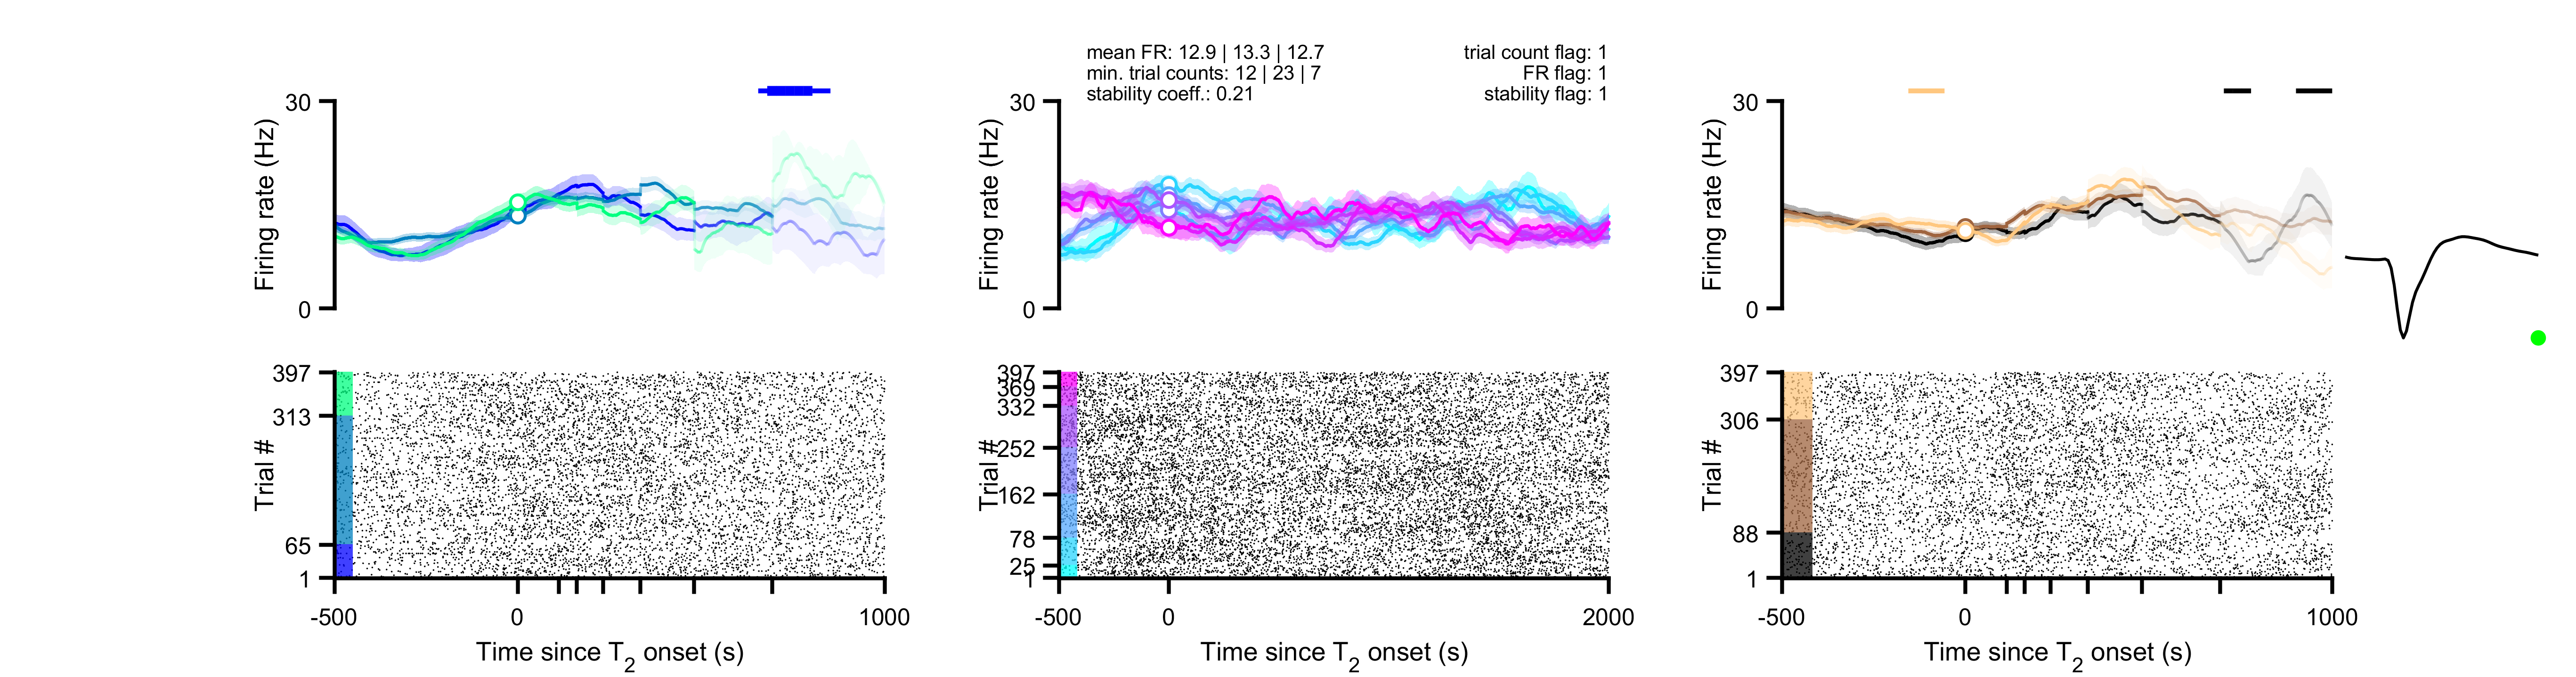 mean FR: 12.9 | 13.3 | 12.7
min. trial counts: 12 | 23 | 7
stability coeff.: 0.21
trial count flag: 1
FR flag: 1
stability flag: 1
30
0
Firing rate (Hz)
397
313
65
1
Trial #
-500
0
1000
Time since T2 onset (s)
30
0
Firing rate (Hz)
397
369
332
252
162
78
25
1
Trial #
-500
0
2000
Time since T2 onset (s)
30
0
Firing rate (Hz)
397
306
88
1
Trial #
-500
0
1000
Time since T2 onset (s)